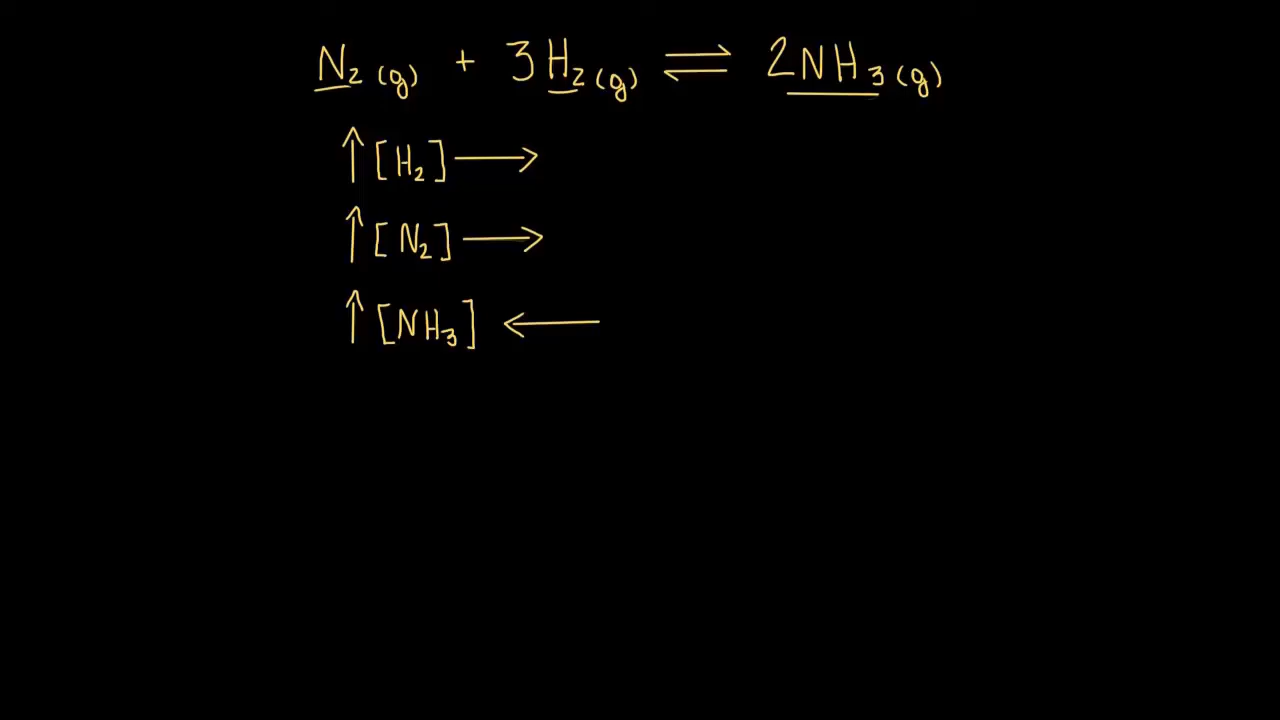 N₂(g) + 3H₂(g) ⇌ 2NH₃(g)
↑[H₂] →
↑[N₂] →
↑[NH₃] ←